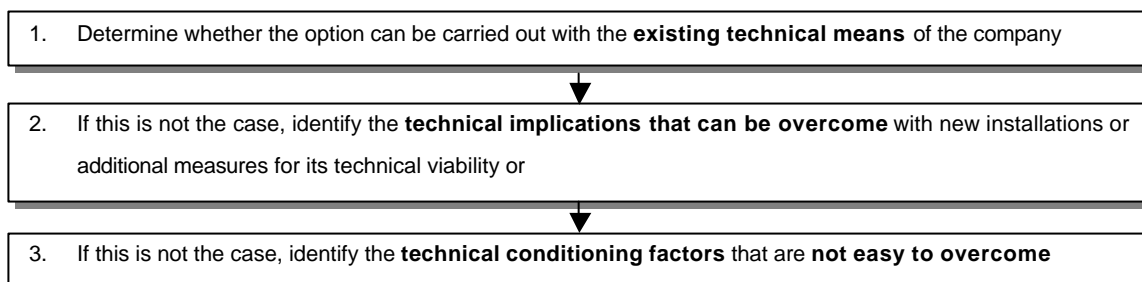 1. Determine whether the option can be carried out with the existing technical means of the company
2. If this is not the case, identify the technical implications that can be overcome with new installations or
additional measures for its technical viability or
3. If this is not the case, identify the technical conditioning factors that are not easy to overcome